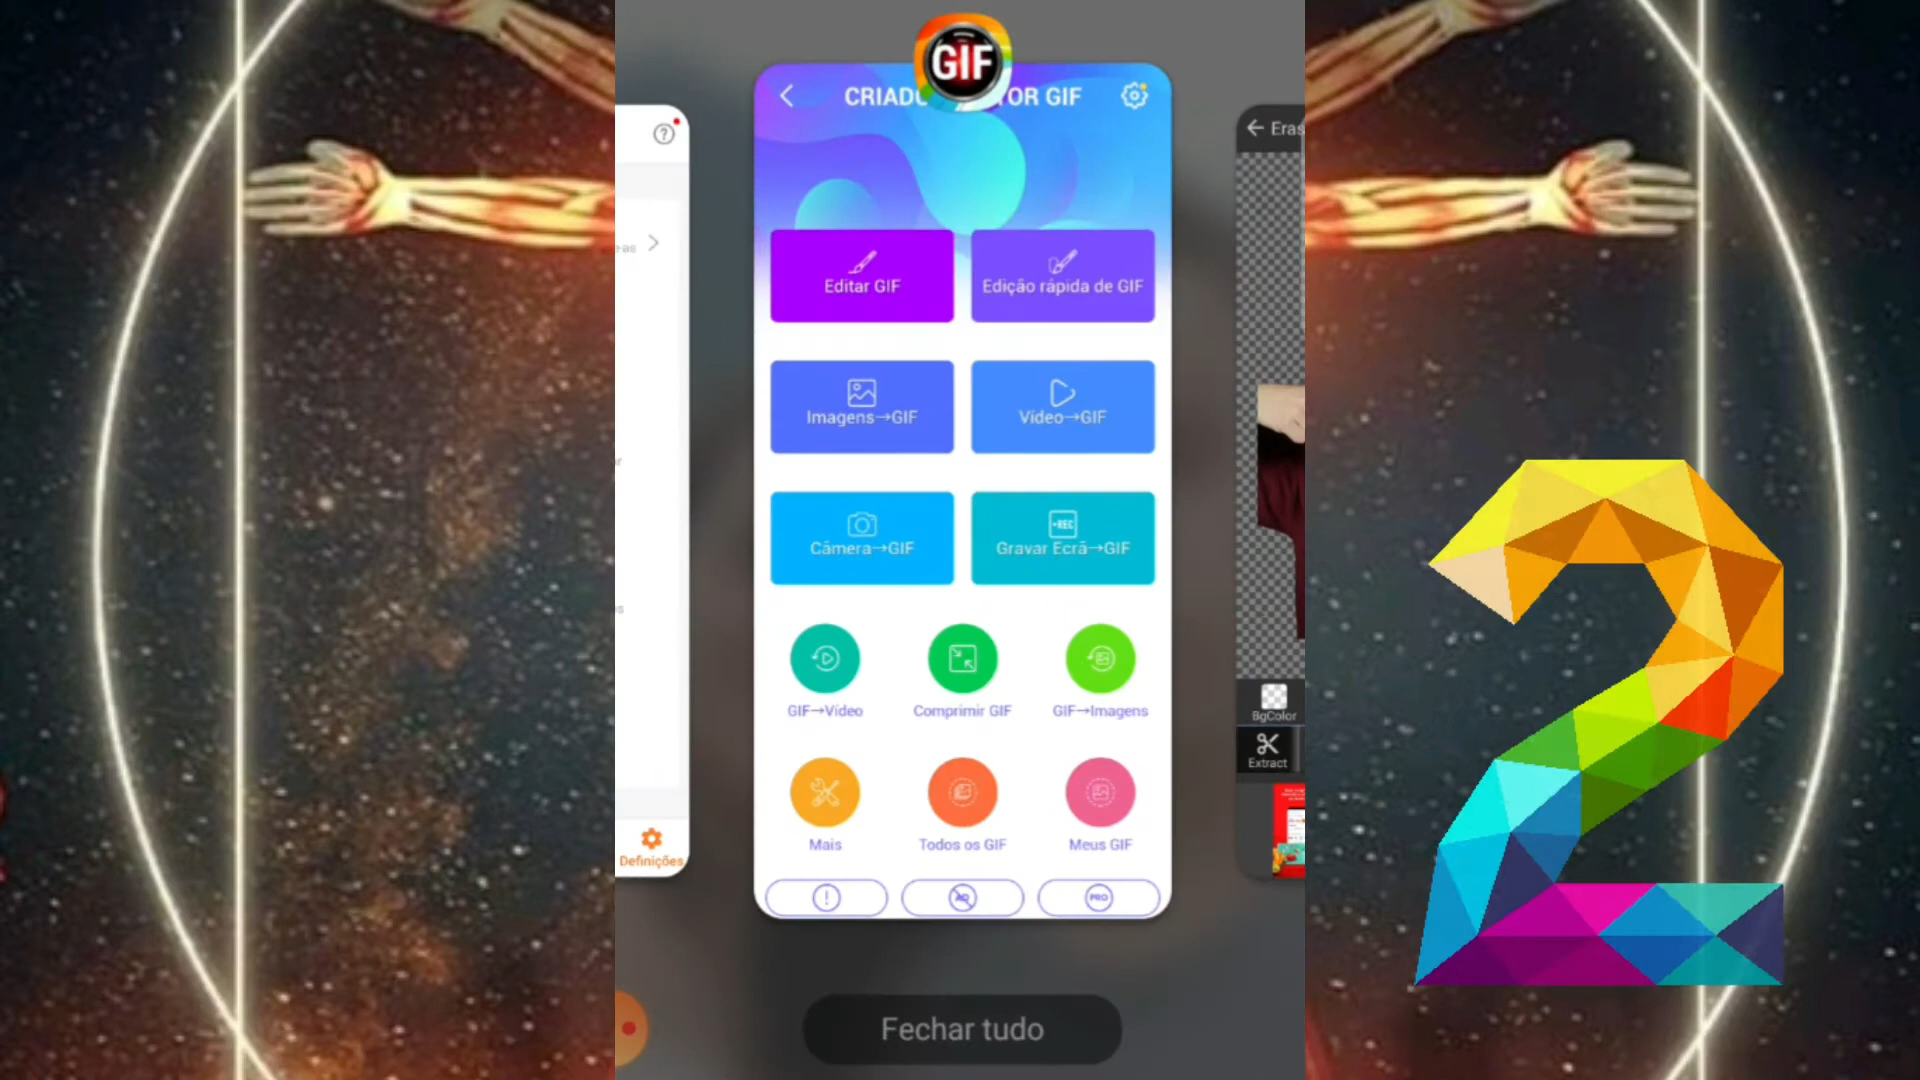 GIF
CRIADO
TOR GIF
Editar GIF
Edição rápida de GIF
Imagens→GIF
Vídeo→GIF
Câmera→GIF
REC
Gravar Ecrã→GIF
GIF→Vídeo
Comprimir GIF
GIF→Imagens
Mais
Todos os GIF
Meus GIF
!
AD
PRO
Fechar tudo
?
Definições
Eras
BgColor
Extract
2